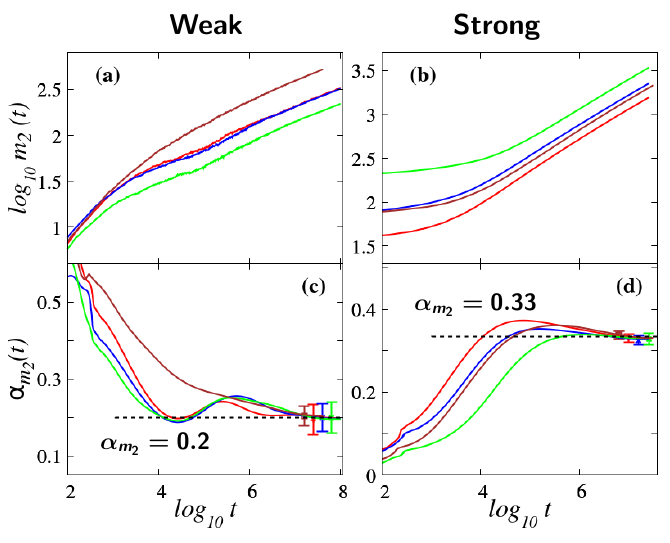 Weak Strong
(a) (b)
log10 m2 (t)
2.5
2
1.5
1
3.5
3
2.5
2
1.5
(c) (d)
αm2(t)
0.5
0.3
0.1
αm2 = 0.2
0.4
0.2
0
αm2 = 0.33
2 4 6 8 2 4 6
log10 t log10 t